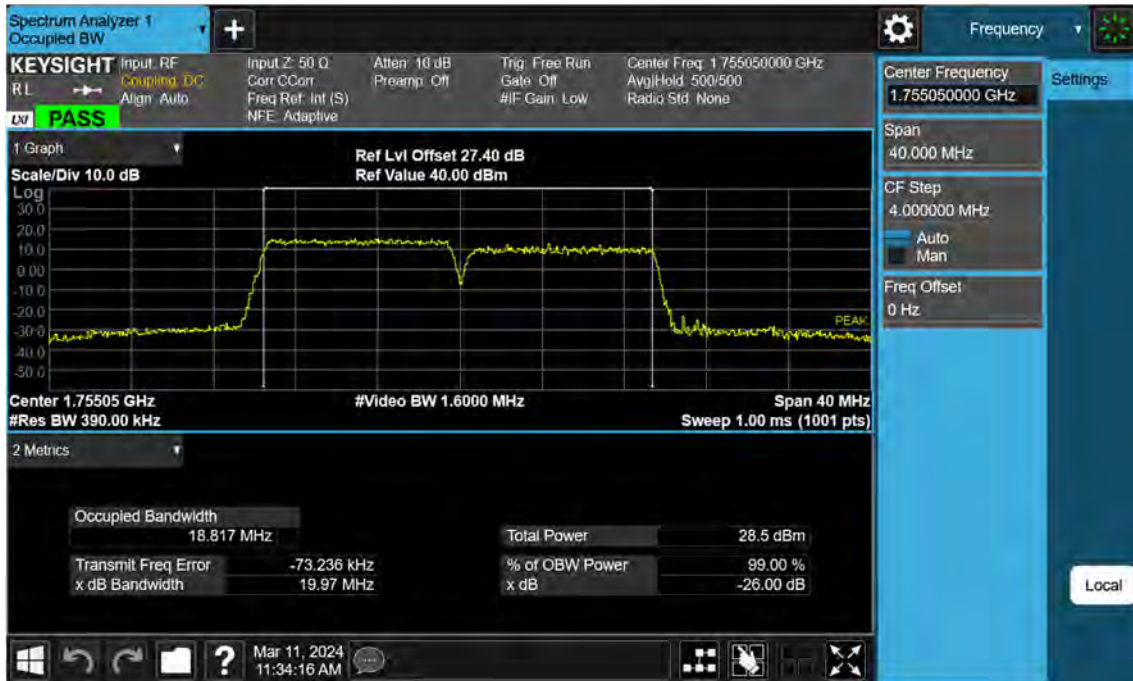 Spectrum Analyzer 1
Occupied BW
+
Frequency
KEYSIGHT
RL
LXI
PASS
Input: RF
Coupling: DC
Align: Auto
Input Z: 50 Ω
Corr CCorr
Freq Ref: Int (S)
NFE: Adaptive
Atten: 10 dB
Preamp: Off
Trig: Free Run
Gate: Off
#IF Gain: Low
Center Freq: 1.755050000 GHz
Avg|Hold: 500/500
Radio Std: None
Center Frequency
1.755050000 GHz
Settings
Span
40.000 MHz
CF Step
4.000000 MHz
Auto
Man
Freq Offset
0 Hz
1 Graph
Scale/Div 10.0 dB
Ref Lvl Offset 27.40 dB
Ref Value 40.00 dBm
Log
30.0
20.0
10.0
0.00
-10.0
-20.0
-30.0
-40.0
-50.0
PEAK
Center 1.75505 GHz
#Video BW 1.6000 MHz
Span 40 MHz
#Res BW 390.00 kHz
Sweep 1.00 ms (1001 pts)
2 Metrics
Occupied Bandwidth
18.817 MHz
Total Power 28.5 dBm
Transmit Freq Error -73.236 kHz
% of OBW Power 99.00 %
x dB Bandwidth 19.97 MHz
x dB -26.00 dB
Local
?
Mar 11, 2024
11:34:16 AM